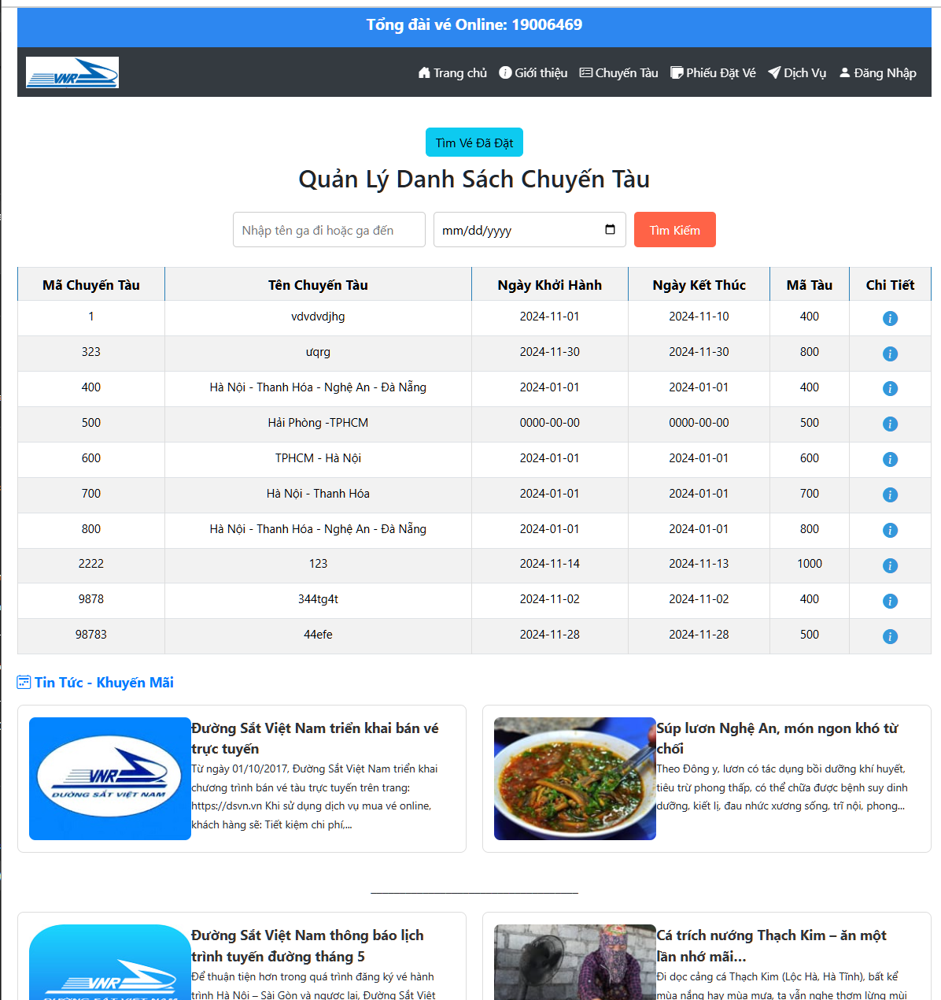 Tổng đài vé Online: 19006469
VNR
Trang chủ Giới thiệu Chuyến Tàu Phiếu Đặt Vé Dịch Vụ Đăng Nhập
Tìm Vé Đã Đặt
Quản Lý Danh Sách Chuyến Tàu
Nhập tên ga đi hoặc ga đến mm/dd/yyyy Tìm Kiếm
Mã Chuyến Tàu Tên Chuyến Tàu Ngày Khởi Hành Ngày Kết Thúc Mã Tàu Chi Tiết
1 vdvdvdjhg 2024-11-01 2024-11-10 400
323 ưqrg 2024-11-30 2024-11-30 800
400 Hà Nội - Thanh Hóa - Nghệ An - Đà Nẵng 2024-01-01 2024-01-01 400
500 Hải Phòng -TPHCM 0000-00-00 0000-00-00 500
600 TPHCM - Hà Nội 2024-01-01 2024-01-01 600
700 Hà Nội - Thanh Hóa 2024-01-01 2024-01-01 700
800 Hà Nội - Thanh Hóa - Nghệ An - Đà Nẵng 2024-01-01 2024-01-01 800
2222 123 2024-11-14 2024-11-13 1000
9878 344tg4t 2024-11-02 2024-11-02 400
98783 44efe 2024-11-28 2024-11-28 500
Tin Tức - Khuyến Mãi
VNR
ĐƯỜNG SẮT VIỆT NAM
Đường Sắt Việt Nam triển khai bán vé
trực tuyến
Từ ngày 01/10/2017, Đường Sắt Việt Nam triển khai
chương trình bán vé tàu trực tuyến trên trang:
https://dsvn.vn Khi sử dụng dịch vụ mua vé online,
khách hàng sẽ: Tiết kiệm chi phí,...
Súp lươn Nghệ An, món ngon khó từ
chối
Theo Đông y, lươn có tác dụng bồi dưỡng khí huyết,
tiêu trừ phong thấp, có thể chữa được bệnh suy dinh
dưỡng, kiết lị, đau nhức xương sống, trĩ nội, phong...
VNR
ĐƯỜNG SẮT VIỆT NAM
Đường Sắt Việt Nam thông báo lịch
trình tuyến đường tháng 5
Để thuận tiện hơn trong quá trình đăng ký vé hành
trình Hà Nội – Sài Gòn và ngược lại, Đường Sắt Việt
Cá trích nướng Thạch Kim – ăn một
lần nhớ mãi...
Đi dọc cảng cá Thạch Kim (Lộc Hà, Hà Tĩnh), bất kể
mùa nắng hay mùa mưa, ta vẫn nghe thơm lừng mùi